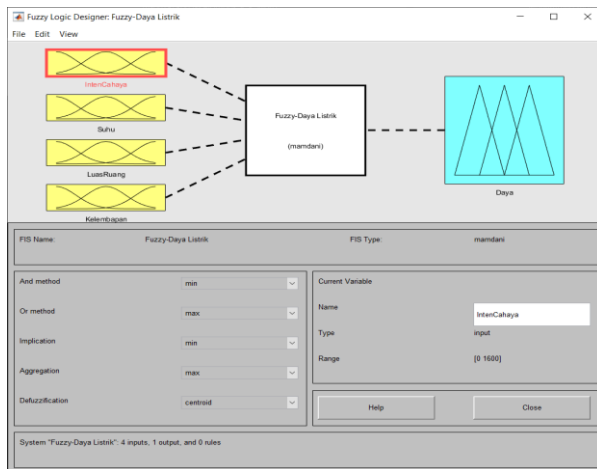 Fuzzy Logic Designer: Fuzzy-Daya Listrik
File Edit View
IntenCahaya
Suhu
LuasRuang
Kelembapan
Fuzzy-Daya Listrik
(mamdani)
Daya
FIS Name: Fuzzy-Daya Listrik FIS Type: mamdani
And method min
Or method max
Implication min
Aggregation max
Defuzzification centroid
Current Variable
Name IntenCahaya
Type input
Range [0 1600]
Help Close
System "Fuzzy-Daya Listrik": 4 inputs, 1 output, and 0 rules